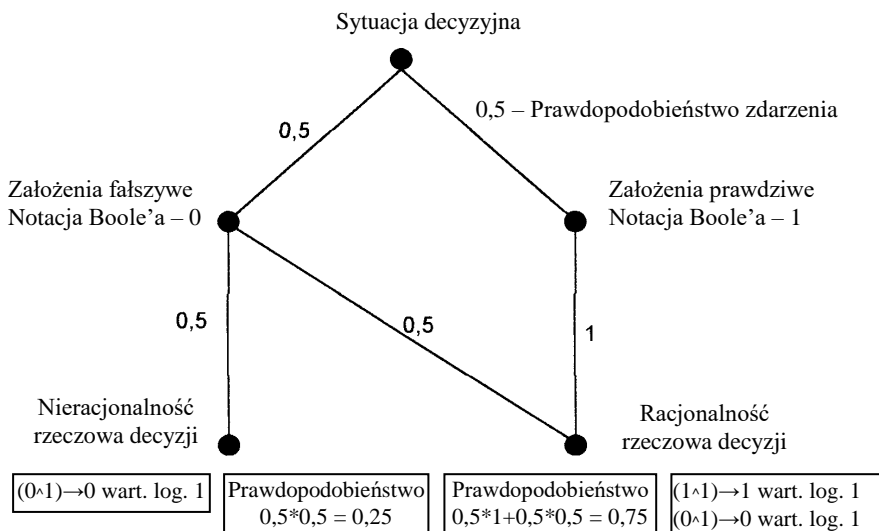 Sytuacja decyzyjna
0,5
0,5 – Prawdopodobieństwo zdarzenia
Założenia fałszywe
Notacja Boole’a – 0
Założenia prawdziwe
Notacja Boole’a – 1
0,5
0,5
1
Nieracjonalność
rzeczowa decyzji
Racjonalność
rzeczowa decyzji
(0^1)→0 wart. log. 1
Prawdopodobieństwo
0,5*0,5 = 0,25
Prawdopodobieństwo
0,5*1+0,5*0,5 = 0,75
(1^1)→1 wart. log. 1
(0^1)→0 wart. log. 1